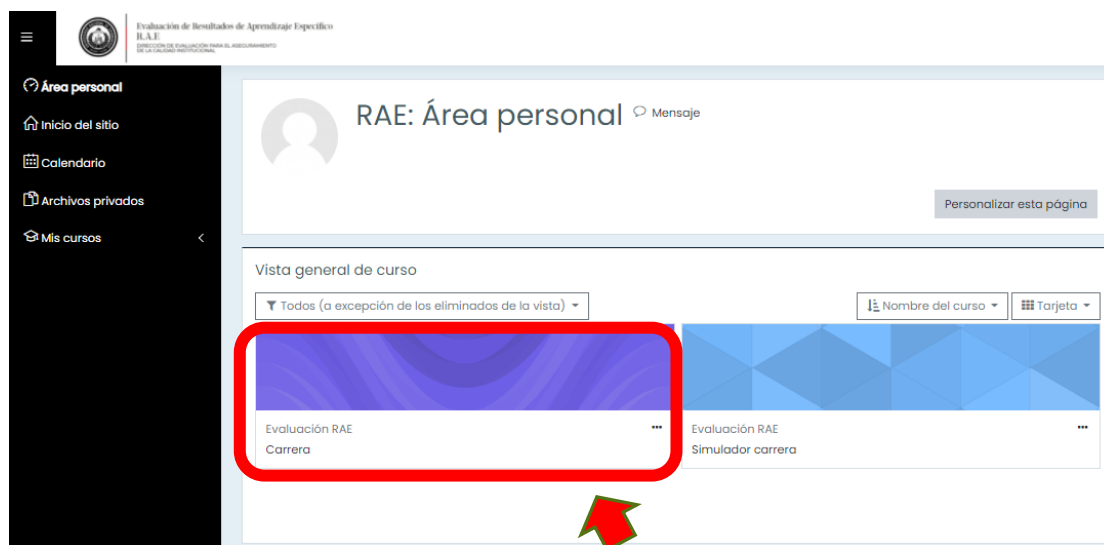 Evaluación de Resultados de Aprendizaje Específico
R.A.E
DIRECCIÓN DE EVALUACIÓN PARA EL ASEGURAMIENTO
DE LA CALIDAD INSTITUCIONAL
Área personal
Inicio del sitio
Calendario
Archivos privados
Mis cursos
RAE: Área personal
Mensaje
Personalizar esta página
Vista general de curso
Todos (a excepción de los eliminados de la vista)
Nombre del curso
Tarjeta
Evaluación RAE
Carrera
Evaluación RAE
Simulador carrera